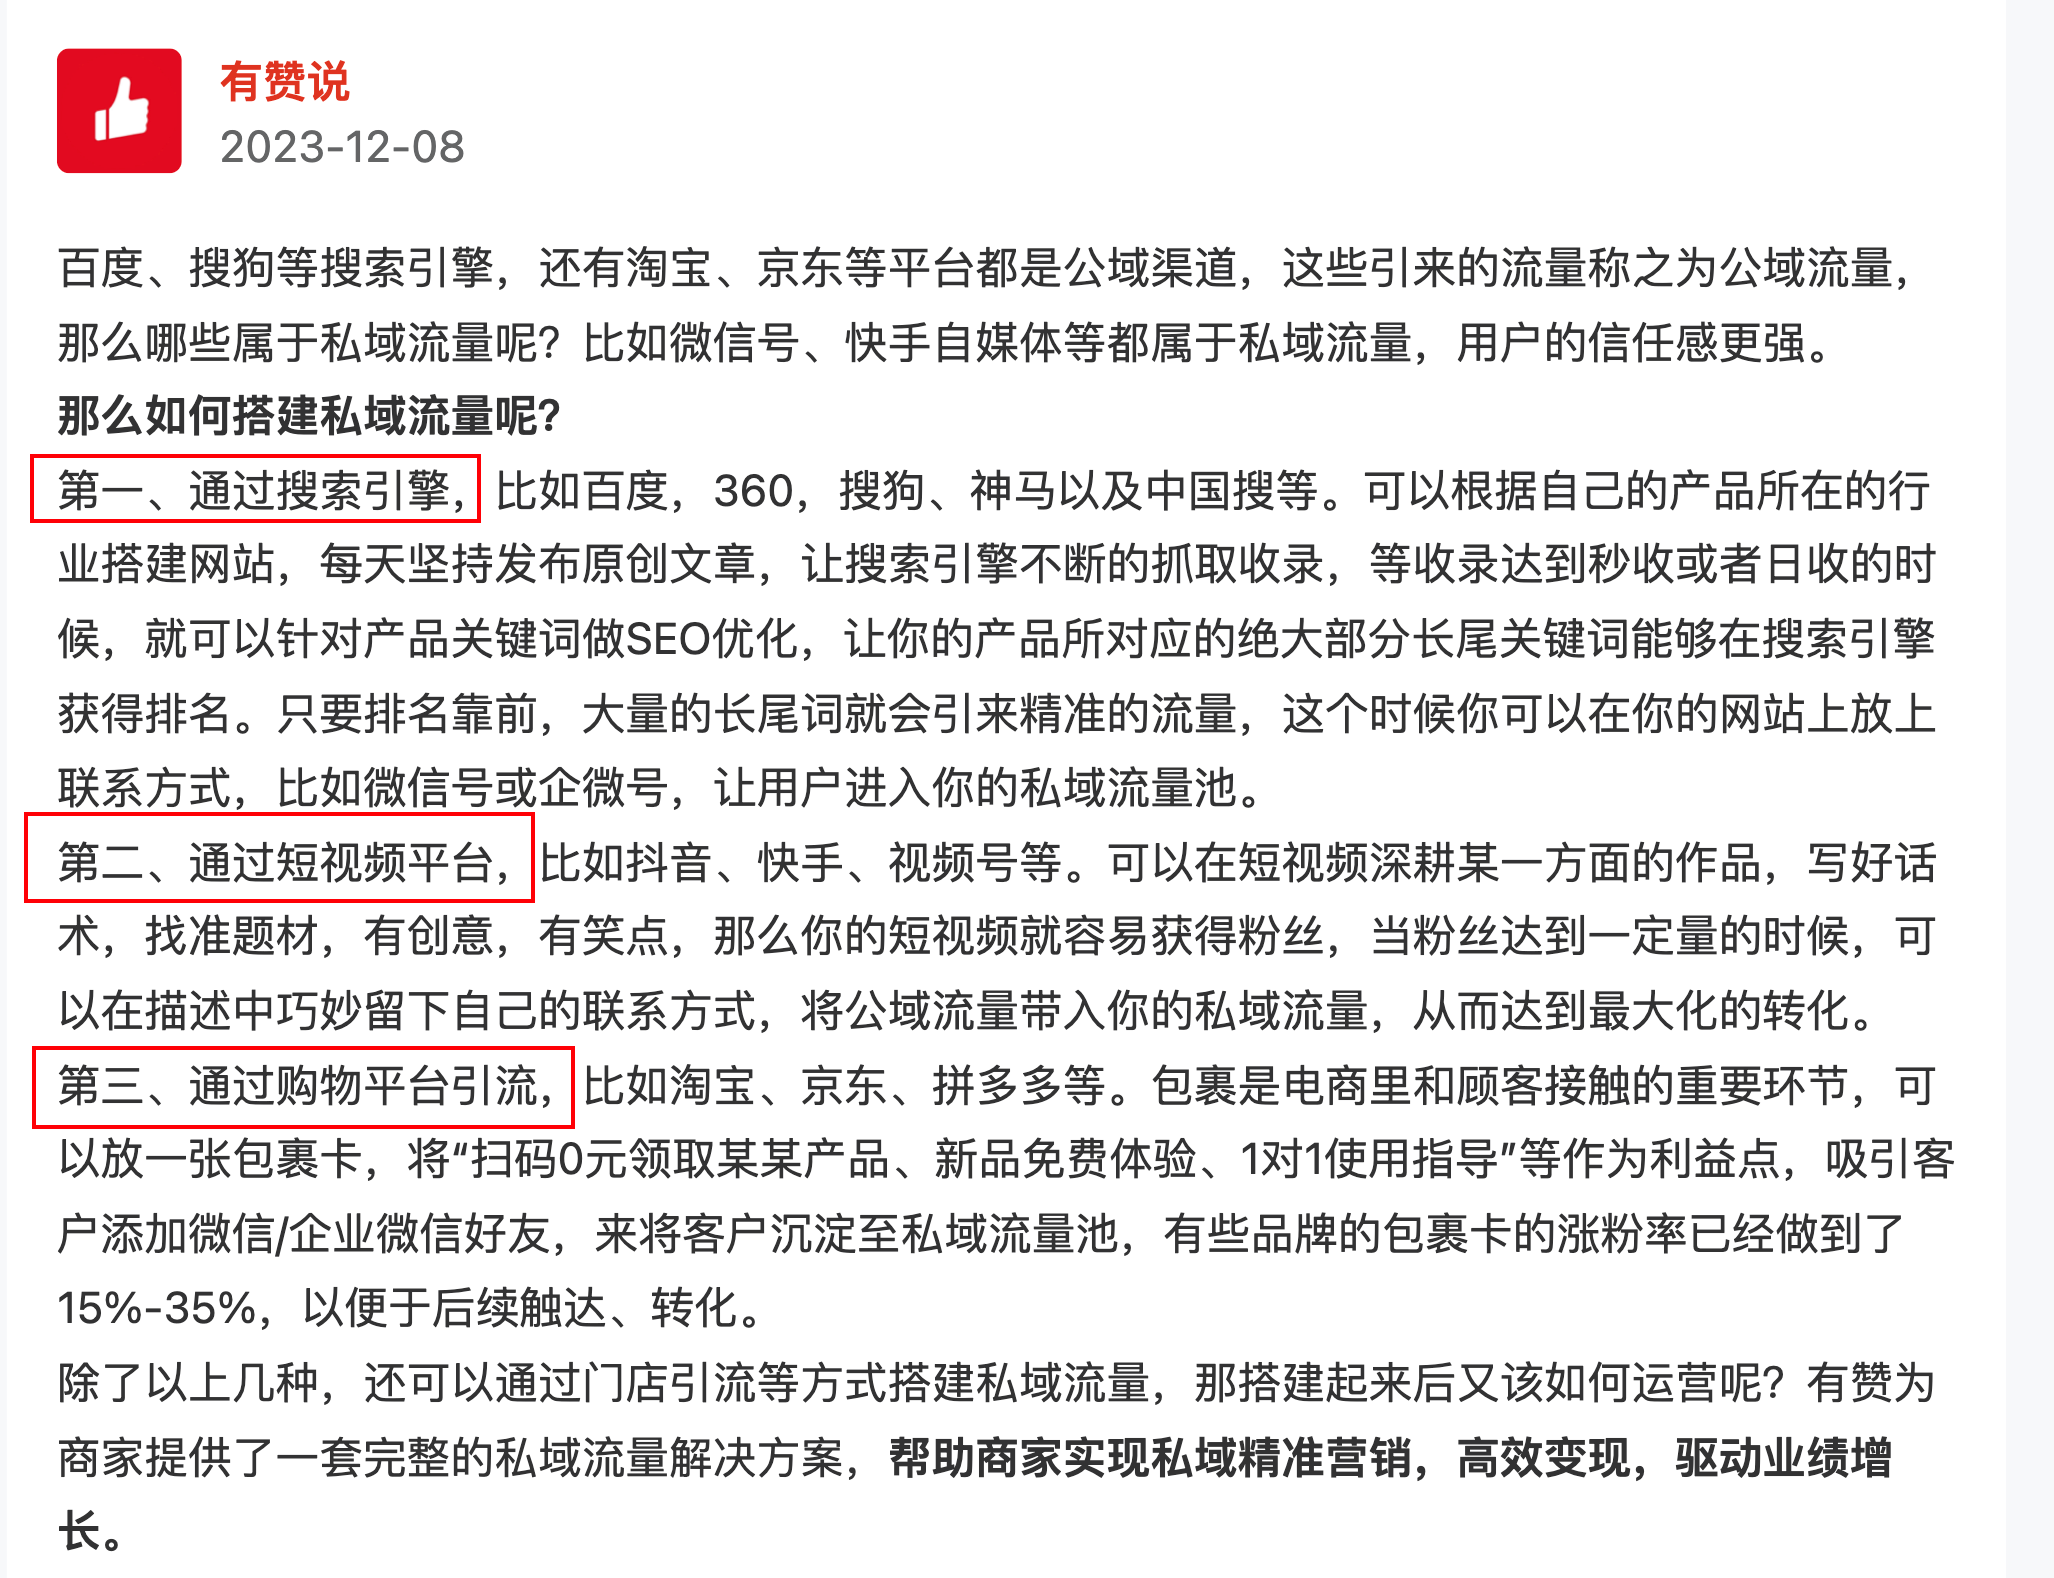 有赞说
2023-12-08
百度、搜狗等搜索引擎，还有淘宝、京东等平台都是公域渠道，这些引来的流量称之为公域流量，
那么哪些属于私域流量呢？比如微信号、快手自媒体等都属于私域流量，用户的信任感更强。
那么如何搭建私域流量呢？
第一、通过搜索引擎，比如百度，360，搜狗、神马以及中国搜等。可以根据自己的产品所在的行
业搭建网站，每天坚持发布原创文章，让搜索引擎不断的抓取收录，等收录达到秒收或者日收的时
候，就可以针对产品关键词做SEO优化，让你的产品所对应的绝大部分长尾关键词能够在搜索引擎
获得排名。只要排名靠前，大量的长尾词就会引来精准的流量，这个时候你可以在你的网站上放上
联系方式，比如微信号或企微号，让用户进入你的私域流量池。
第二、通过短视频平台，比如抖音、快手、视频号等。可以在短视频深耕某一方面的作品，写好话
术，找准题材，有创意，有笑点，那么你的短视频就容易获得粉丝，当粉丝达到一定量的时候，可
以在描述中巧妙留下自己的联系方式，将公域流量带入你的私域流量，从而达到最大化的转化。
第三、通过购物平台引流，比如淘宝、京东、拼多多等。包裹是电商里和顾客接触的重要环节，可
以放一张包裹卡，将“扫码0元领取某某产品、新品免费体验、1对1使用指导”等作为利益点，吸引客
户添加微信/企业微信好友，来将客户沉淀至私域流量池，有些品牌的包裹卡的涨粉率已经做到了
15%-35%，以便于后续触达、转化。
除了以上几种，还可以通过门店引流等方式搭建私域流量，那搭建起来后又该如何运营呢？有赞为
商家提供了一套完整的私域流量解决方案，帮助商家实现私域精准营销，高效变现，驱动业绩增
长。